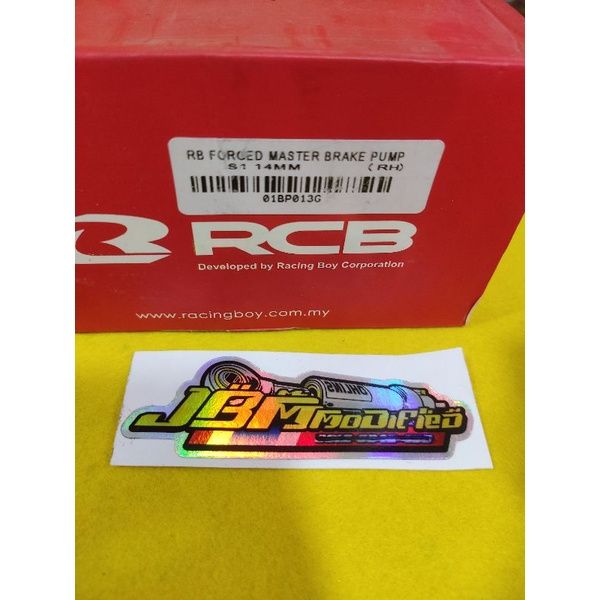 RB FORGED MASTER BRAKE PUMP
S1 14MM (RH)
01BP013G
RCB
Developed by Racing Boy Corporation
www.racingboy.com.my
JBM MODIFIED